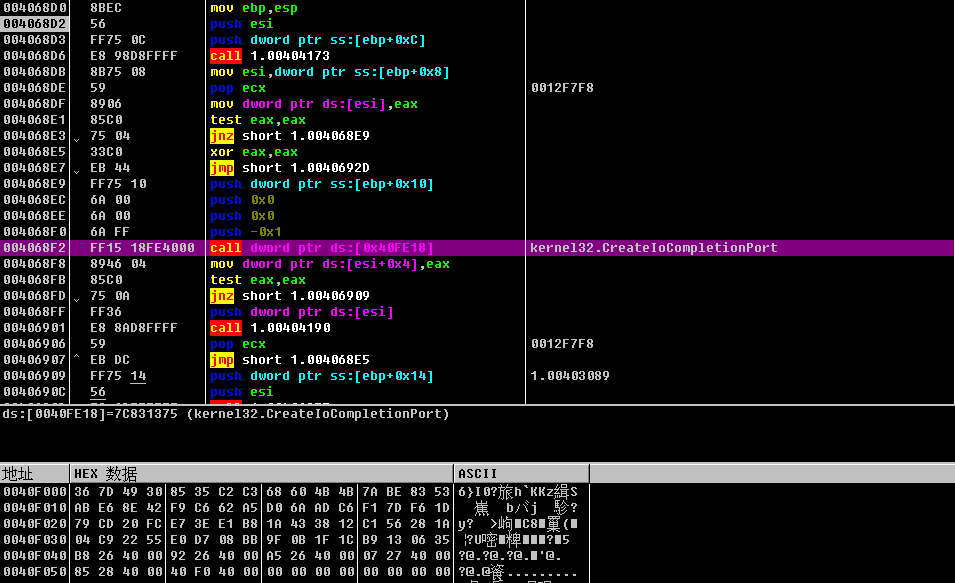 004068D0 8BEC mov ebp,esp
004068D2 56 push esi
004068D3 FF75 0C push dword ptr ss:[ebp+0xC]
004068D6 E8 98D8FFFF call 1.00404173
004068DB 8B75 08 mov esi,dword ptr ss:[ebp+0x8]
004068DE 59 pop ecx 0012F7F8
004068DF 8906 mov dword ptr ds:[esi],eax
004068E1 85C0 test eax,eax
004068E3 75 04 jnz short 1.004068E9
004068E5 33C0 xor eax,eax
004068E7 EB 44 jmp short 1.0040692D
004068E9 FF75 10 push dword ptr ss:[ebp+0x10]
004068EC 6A 00 push 0x0
004068EE 6A 00 push 0x0
004068F0 6A FF push -0x1
004068F2 FF15 18FE4000 call dword ptr ds:[0x40FE18] kernel32.CreateIoCompletionPort
004068F8 8946 04 mov dword ptr ds:[esi+0x4],eax
004068FB 85C0 test eax,eax
004068FD 75 0A jnz short 1.00406909
004068FF FF36 push dword ptr ds:[esi]
00406901 E8 8AD8FFFF call 1.00404190
00406906 59 pop ecx 0012F7F8
00406907 EB DC jmp short 1.004068E5
00406909 FF75 14 push dword ptr ss:[ebp+0x14] 1.00403089
0040690C 56 push esi
ds:[0040FE18]=7C831375 (kernel32.CreateIoCompletionPort)
地址 HEX 数据 ASCII
0040F000 36 7D 49 30 85 35 C2 C3 68 60 4B 4B 7A BE 83 53 6}I0?旅h`KKz緝S
0040F010 AB E6 8E 42 F9 C6 62 A5 D0 6A AD C6 F1 7D F6 1D
0040F020 79 CD 20 FC E7 3E E1 B8 1A 43 38 12 C1 56 28 1A
0040F030 04 C9 22 55 E0 D7 08 BB 9F 0B 1F 1C B9 13 06 35
0040F040 B8 26 40 00 92 26 40 00 A5 26 40 00 07 27 40 00 ?@.?@.?@.■'@.
0040F050 85 28 40 00 40 F0 40 00 00 00 00 00 00 00 00 00